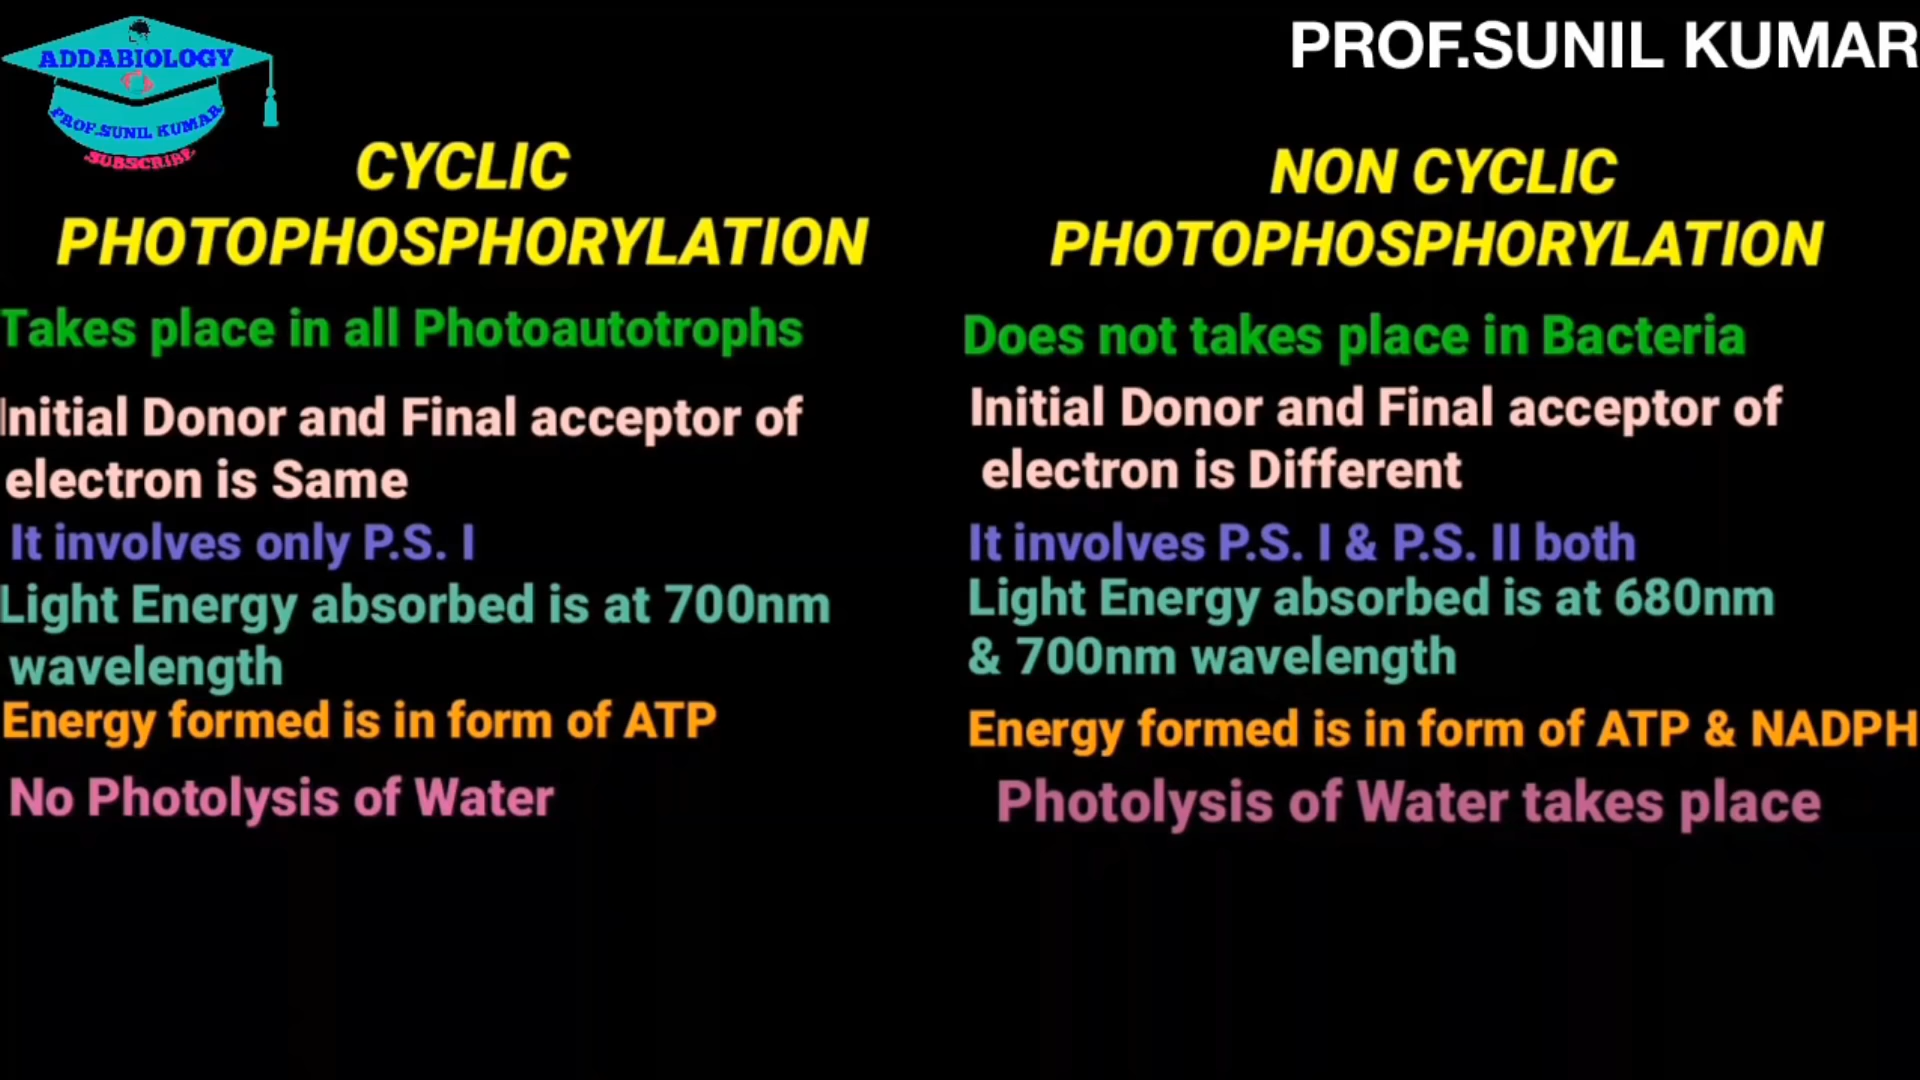 ADDABIOLOGY
PROF.SUNIL KUMAR
SUBSCRIBE
PROF.SUNIL KUMAR
CYCLIC
PHOTOPHOSPHORYLATION
Takes place in all Photoautotrophs
Initial Donor and Final acceptor of
electron is Same
It involves only P.S. I
Light Energy absorbed is at 700nm
wavelength
Energy formed is in form of ATP
No Photolysis of Water
NON CYCLIC
PHOTOPHOSPHORYLATION
Does not takes place in Bacteria
Initial Donor and Final acceptor of
electron is Different
It involves P.S. I & P.S. II both
Light Energy absorbed is at 680nm
& 700nm wavelength
Energy formed is in form of ATP & NADPH
Photolysis of Water takes place